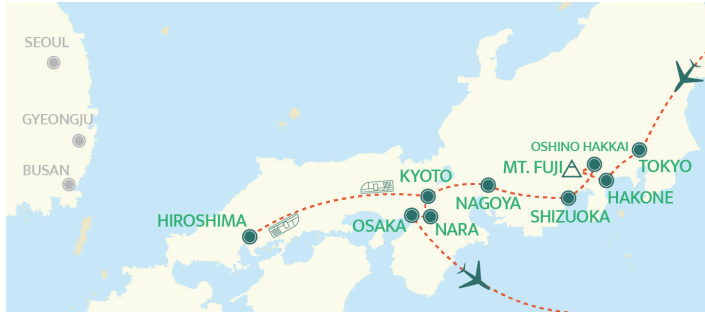 SEOUL
GYEONGJU
BUSAN
OSHINO HAKKAI
MT. FUJI
TOKYO
KYOTO
HAKONE
NAGOYA
SHIZUOKA
HIROSHIMA
OSAKA
NARA